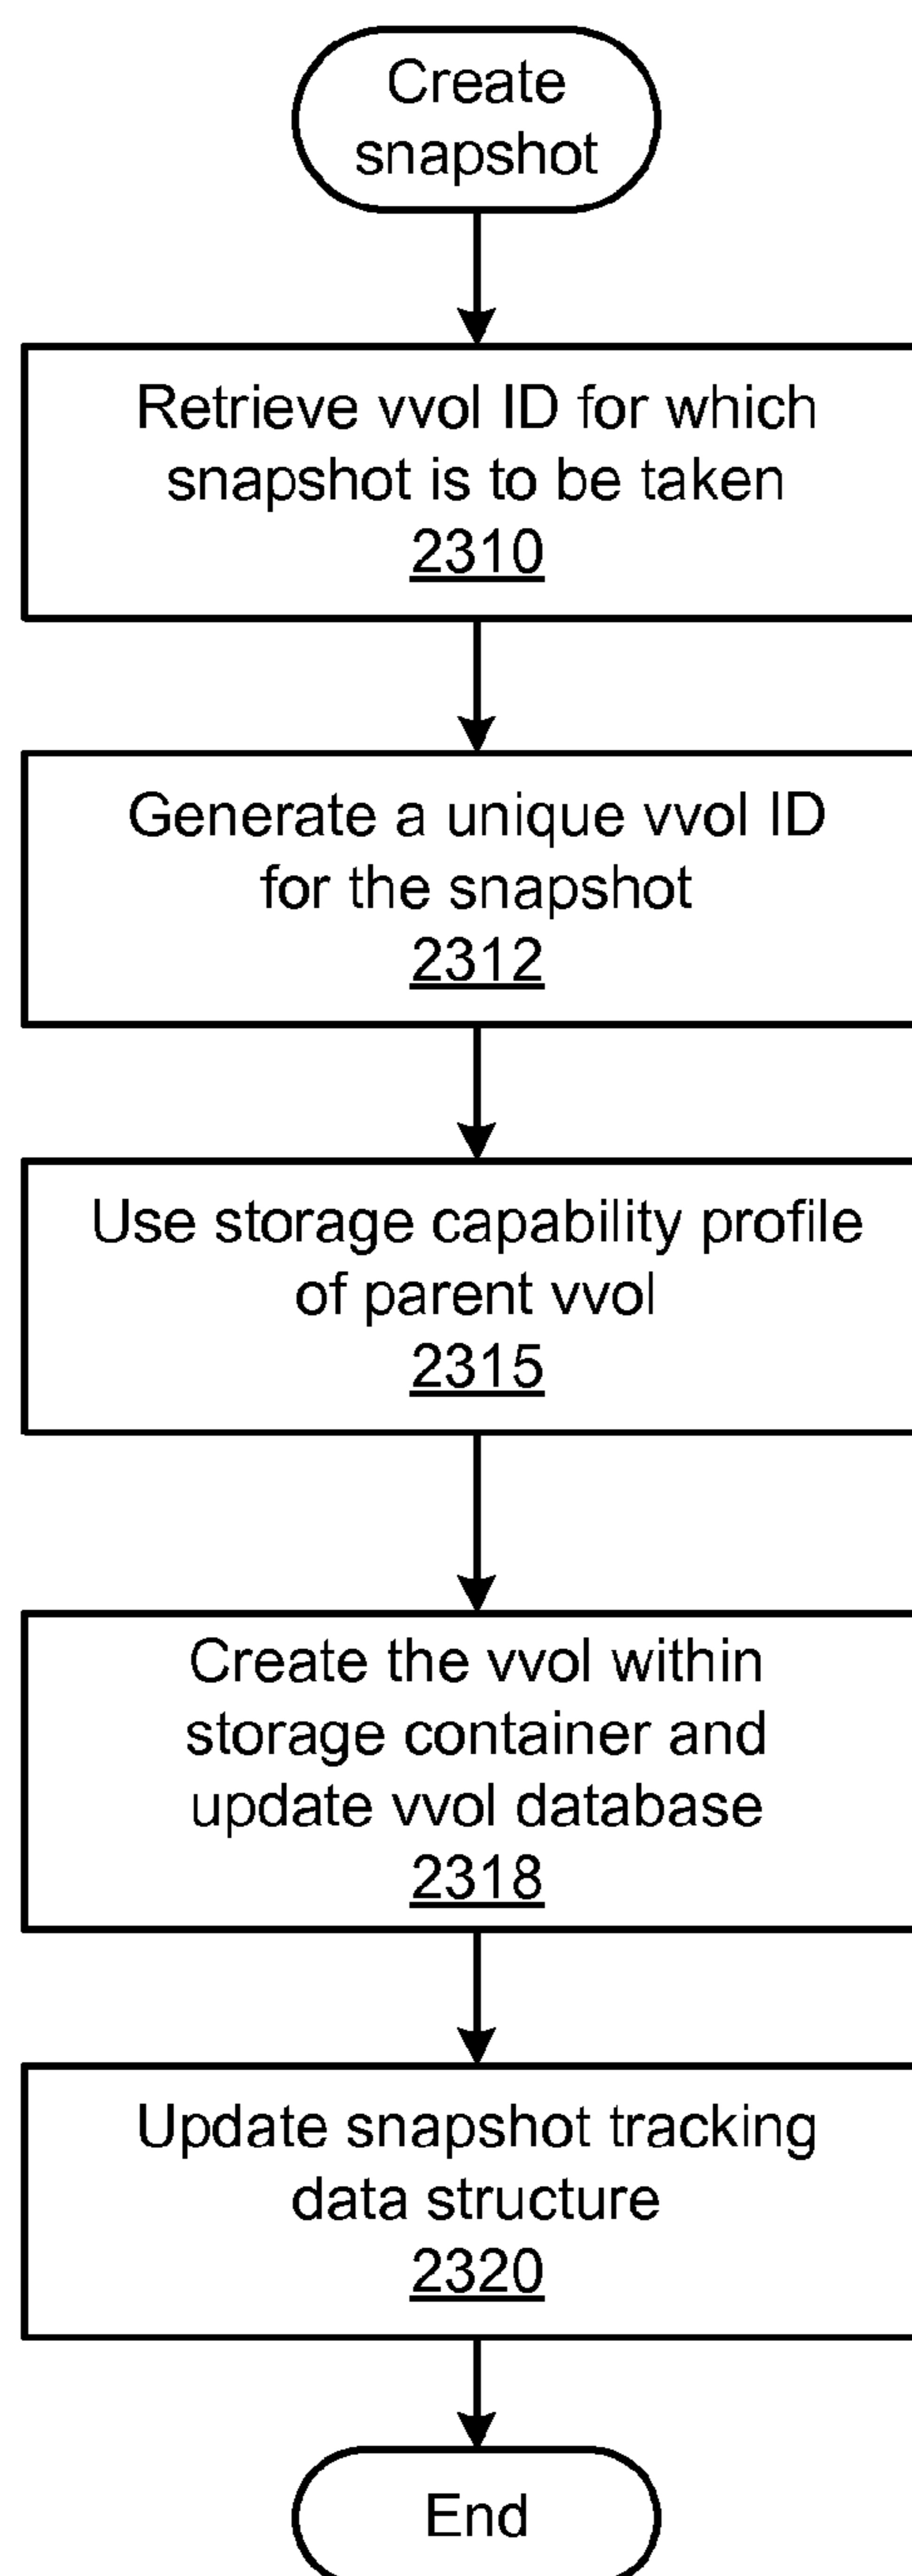 Create
snapshot
Retrieve vvol ID for which
snapshot is to be taken
2310
Generate a unique vvol ID
for the snapshot
2312
Use storage capability profile
of parent vvol
2315
Create the vvol within
storage container and
update vvol database
2318
Update snapshot tracking
data structure
2320
End